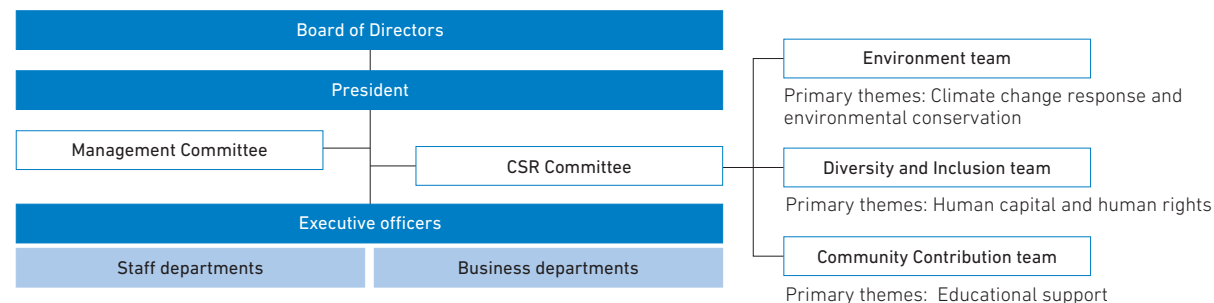 Board of Directors
President
Management Committee
CSR Committee
Executive officers
Staff departments
Business departments
Environment team
Primary themes: Climate change response and
environmental conservation
Diversity and Inclusion team
Primary themes: Human capital and human rights
Community Contribution team
Primary themes: Educational support